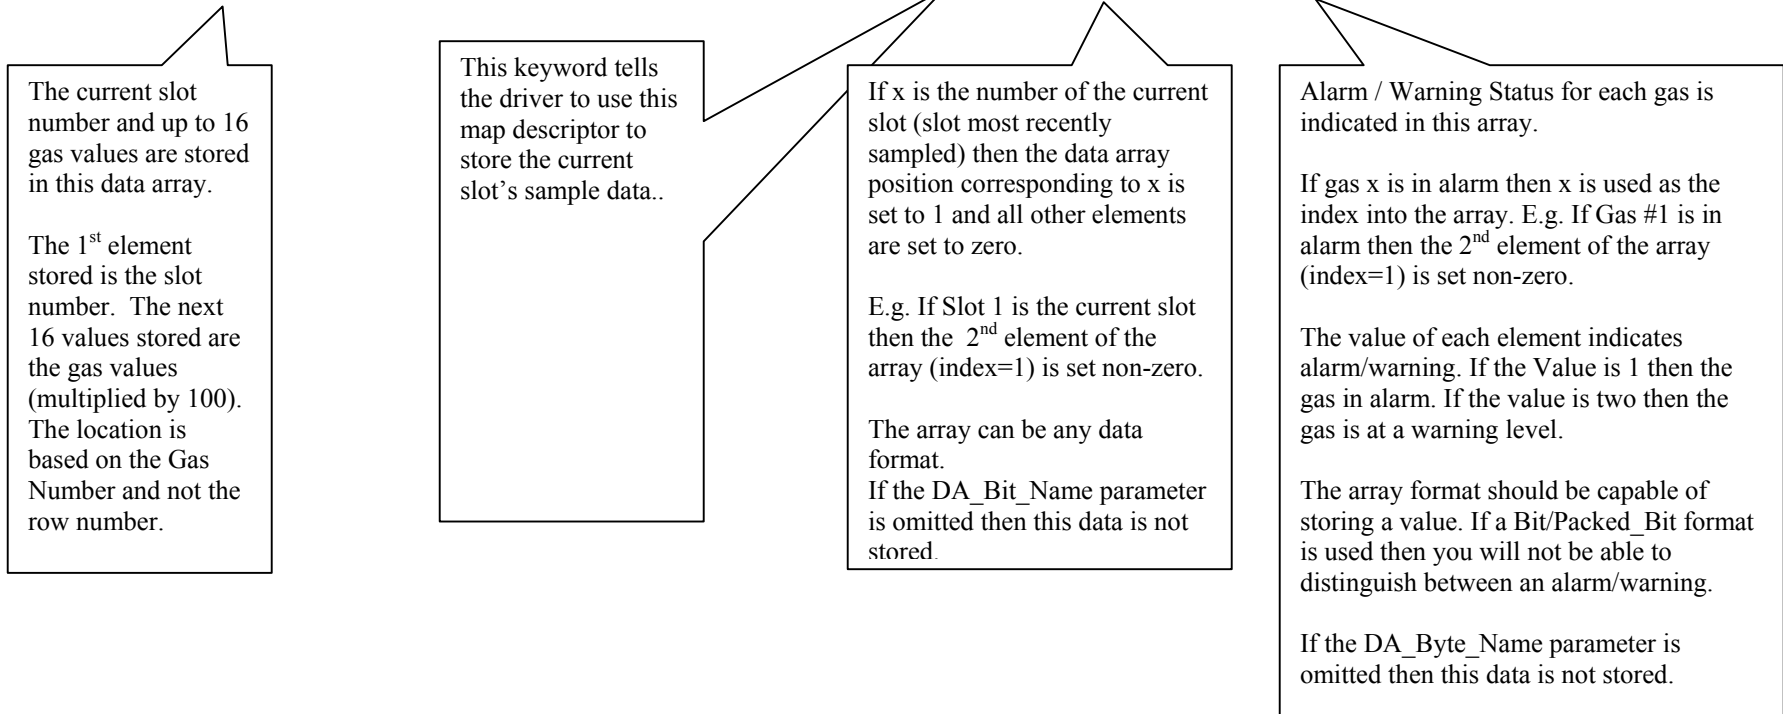 The current slot
number and up to 16
gas values are stored
in this data array.
The 1st element
stored is the slot
number.  The next
16 values stored are
the gas values
(multiplied by 100).
The location is
based on the Gas
Number and not the
row number.
This keyword tells
the driver to use this
map descriptor to
store the current
slot’s sample data..
If x is the number of the current
slot (slot most recently
sampled) then the data array
position corresponding to x is
set to 1 and all other elements
are set to zero.
E.g. If Slot 1 is the current slot
then the  2nd element of the
array (index=1) is set non-zero.
The array can be any data
format.
If the DA_Bit_Name parameter
is omitted then this data is not
stored.
Alarm / Warning Status for each gas is
indicated in this array.
If gas x is in alarm then x is used as the
index into the array. E.g. If Gas #1 is in
alarm then the 2nd element of the array
(index=1) is set non-zero.
The value of each element indicates
alarm/warning. If the Value is 1 then the
gas in alarm. If the value is two then the
gas is at a warning level.
The array format should be capable of
storing a value. If a Bit/Packed_Bit format
is used then you will not be able to
distinguish between an alarm/warning.
If the DA_Byte_Name parameter is
omitted then this data is not stored.